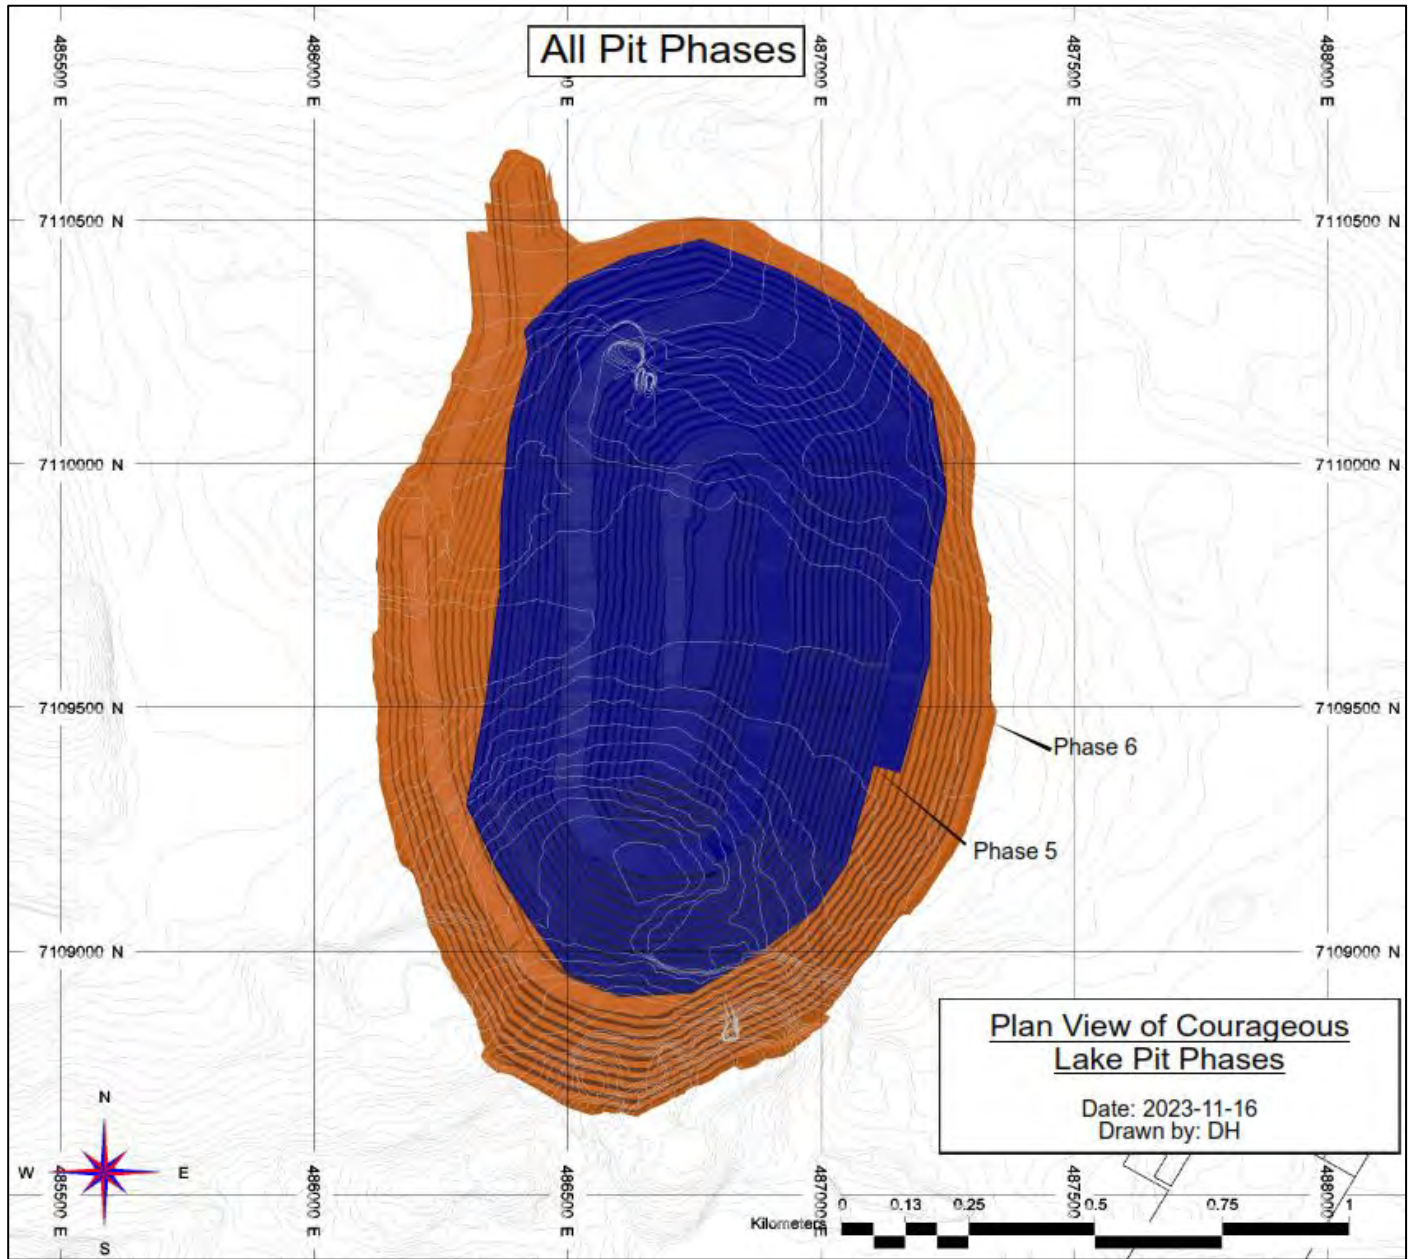 All Pit Phases
485500 E
486000 E
E
487000 E
487500 E
488000 E
7110500 N
7110500 N
7110000 N
7110000 N
7109500 N
7109500 N
Phase 6
Phase 5
7109000 N
7109000 N
Plan View of Courageous
Lake Pit Phases
Date: 2023-11-16
Drawn by: DH
N
W
E
S
485500 E
486000 E
486500 E
487000 E
487500 E
488000 E
0
0.13
0.25
0.5
0.75
1
Kilometers